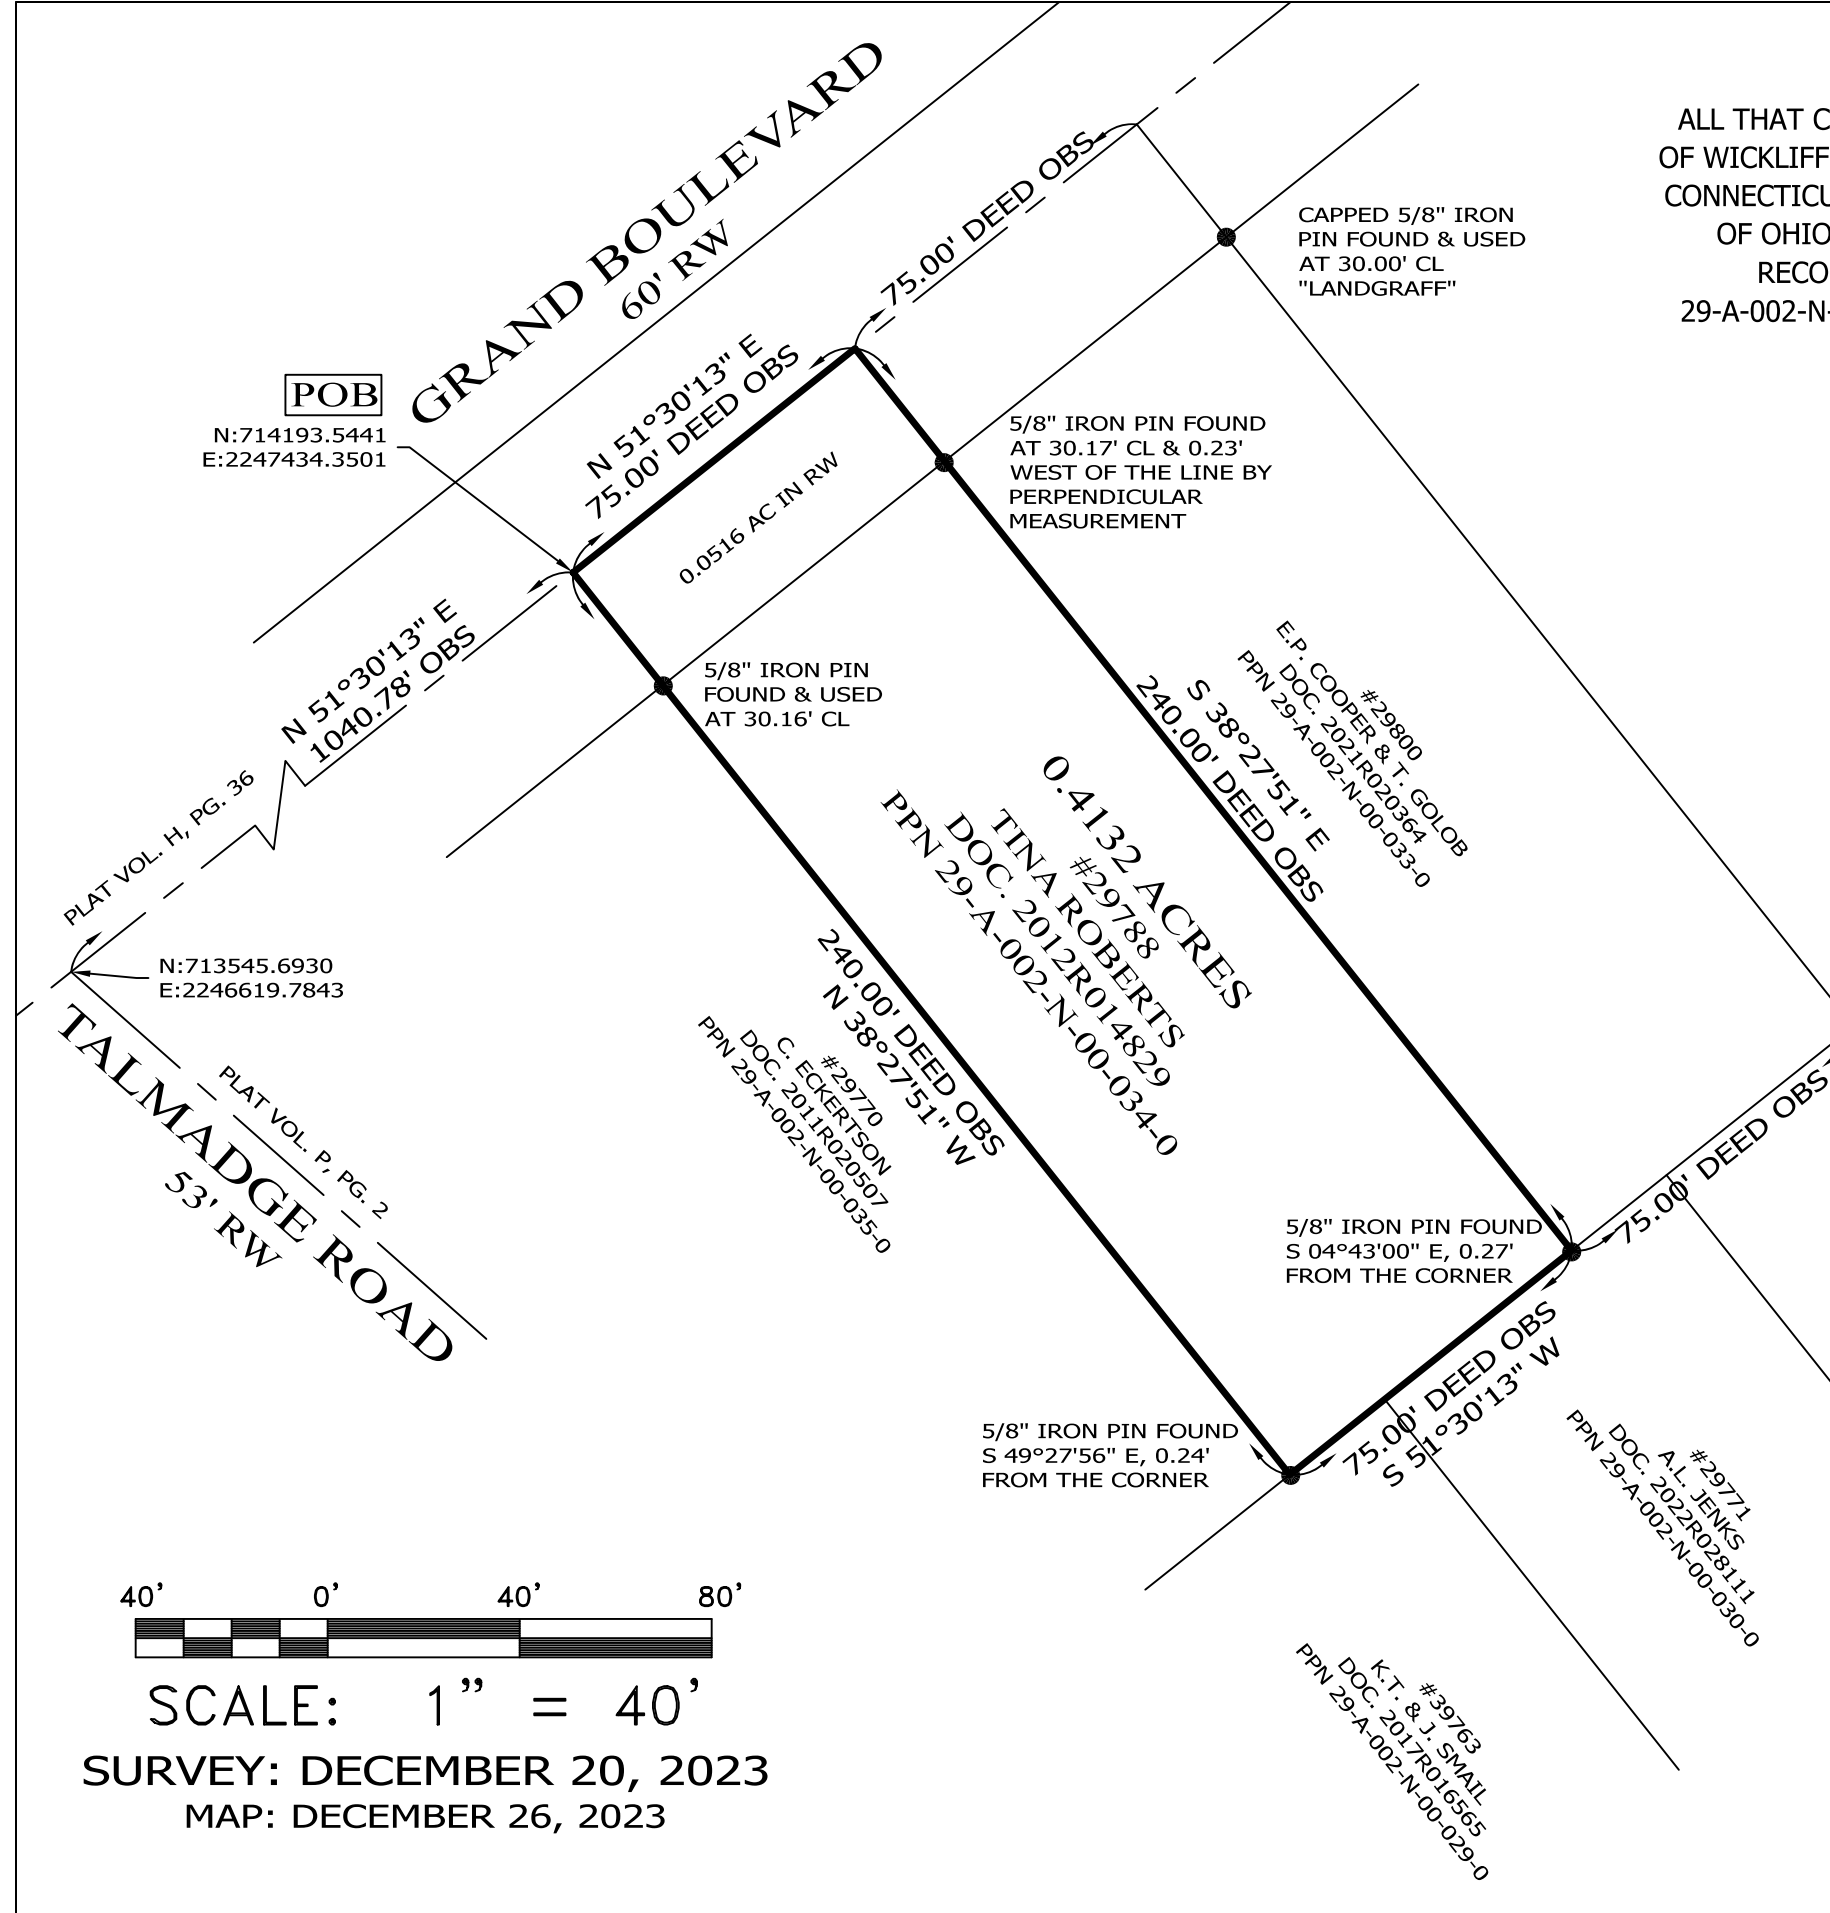 GRAND BOULEVARD
60' RW
ALL THAT C
OF WICKLIFF
CONNECTICU
OF OHIO
RECO
29-A-002-N-
75.00' DEED OBS
CAPPED 5/8" IRON
PIN FOUND & USED
AT 30.00' CL
"LANDGRAFF"
POB
N:714193.5441
E:2247434.3501
N 51°30'13" E
75.00' DEED OBS
0.0516 AC IN RW
5/8" IRON PIN FOUND
AT 30.17' CL & 0.23'
WEST OF THE LINE BY
PERPENDICULAR
MEASUREMENT
N 51°30'13" E
1040.78' OBS
5/8" IRON PIN
FOUND & USED
AT 30.16' CL
#29800
E.P. COOPER & T. GOLOB
DOC. 2021R020364
PPN 29-A-002-N-00-033-0
S 38°27'51" E
240.00' DEED OBS
0.4132 ACRES
#29788
TINA ROBERTS
DOC. 2012R014829
PPN 29-A-002-N-00-034-0
PLAT VOL. H, PG. 36
N:713545.6930
E:2246619.7843
TALMADGE ROAD
53' RW
PLAT VOL. P, PG. 2
240.00' DEED OBS
N 38°27'51" W
#29770
C. ECKERTSON
DOC. 2011R020507
PPN 29-A-002-N-00-035-0
75.00' DEED OBS
5/8" IRON PIN FOUND
S 04°43'00" E, 0.27'
FROM THE CORNER
75.00' DEED OBS
S 51°30'13" W
5/8" IRON PIN FOUND
S 49°27'56" E, 0.24'
FROM THE CORNER
#29771
A.L. JENKS
DOC. 2022R028111
PPN 29-A-002-N-00-030-0
#39763
K.T. & J. SMAIL
DOC. 2017R016565
PPN 29-A-002-N-00-029-0
40' 0' 40' 80'
SCALE: 1" = 40'
SURVEY: DECEMBER 20, 2023
MAP: DECEMBER 26, 2023